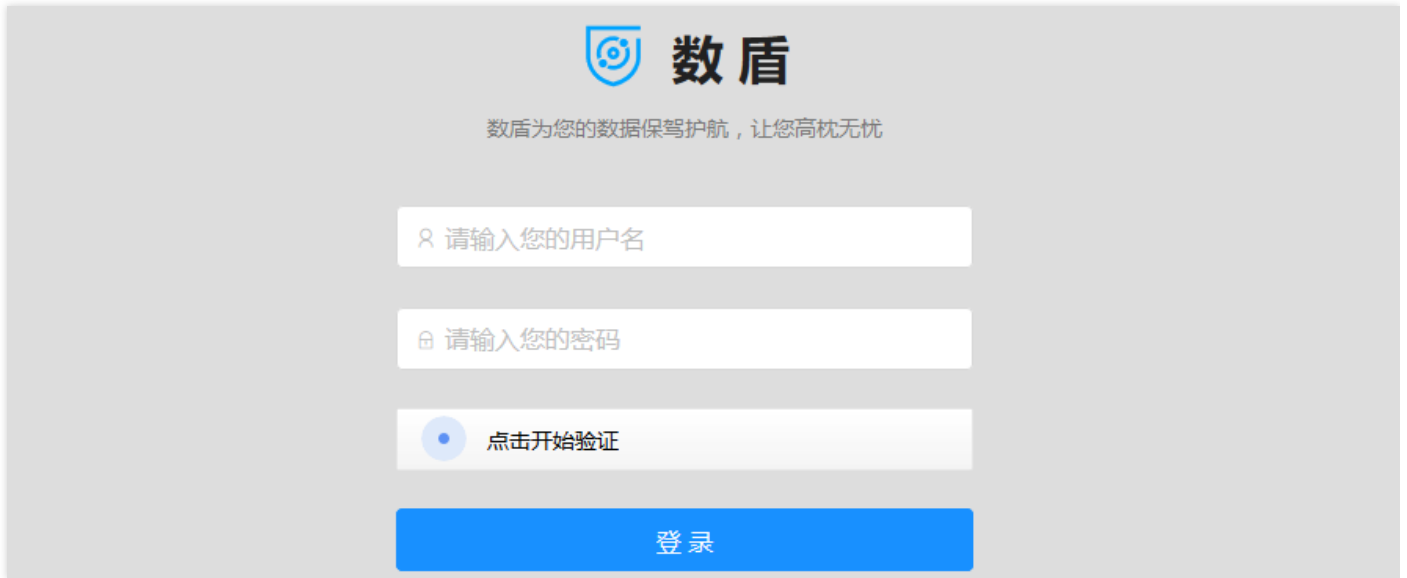 数盾
数盾为您的数据保驾护航，让您高枕无忧
请输入您的用户名
请输入您的密码
点击开始验证
登录